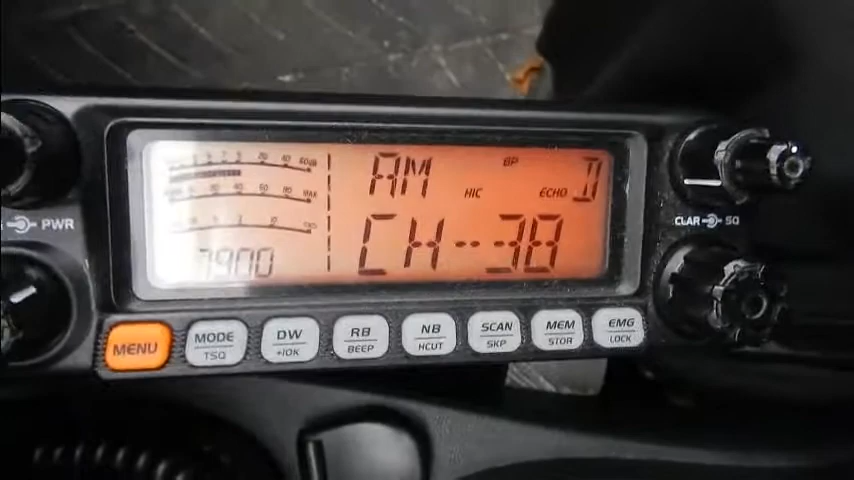 AM BP D
HIC ECHO
CH--38
7900
PWR
CLAR SQ
MENU
MODE DW RB NB SCAN MEM EMG
TSQ +10K BEEP HCUT SKP STOR LOCK